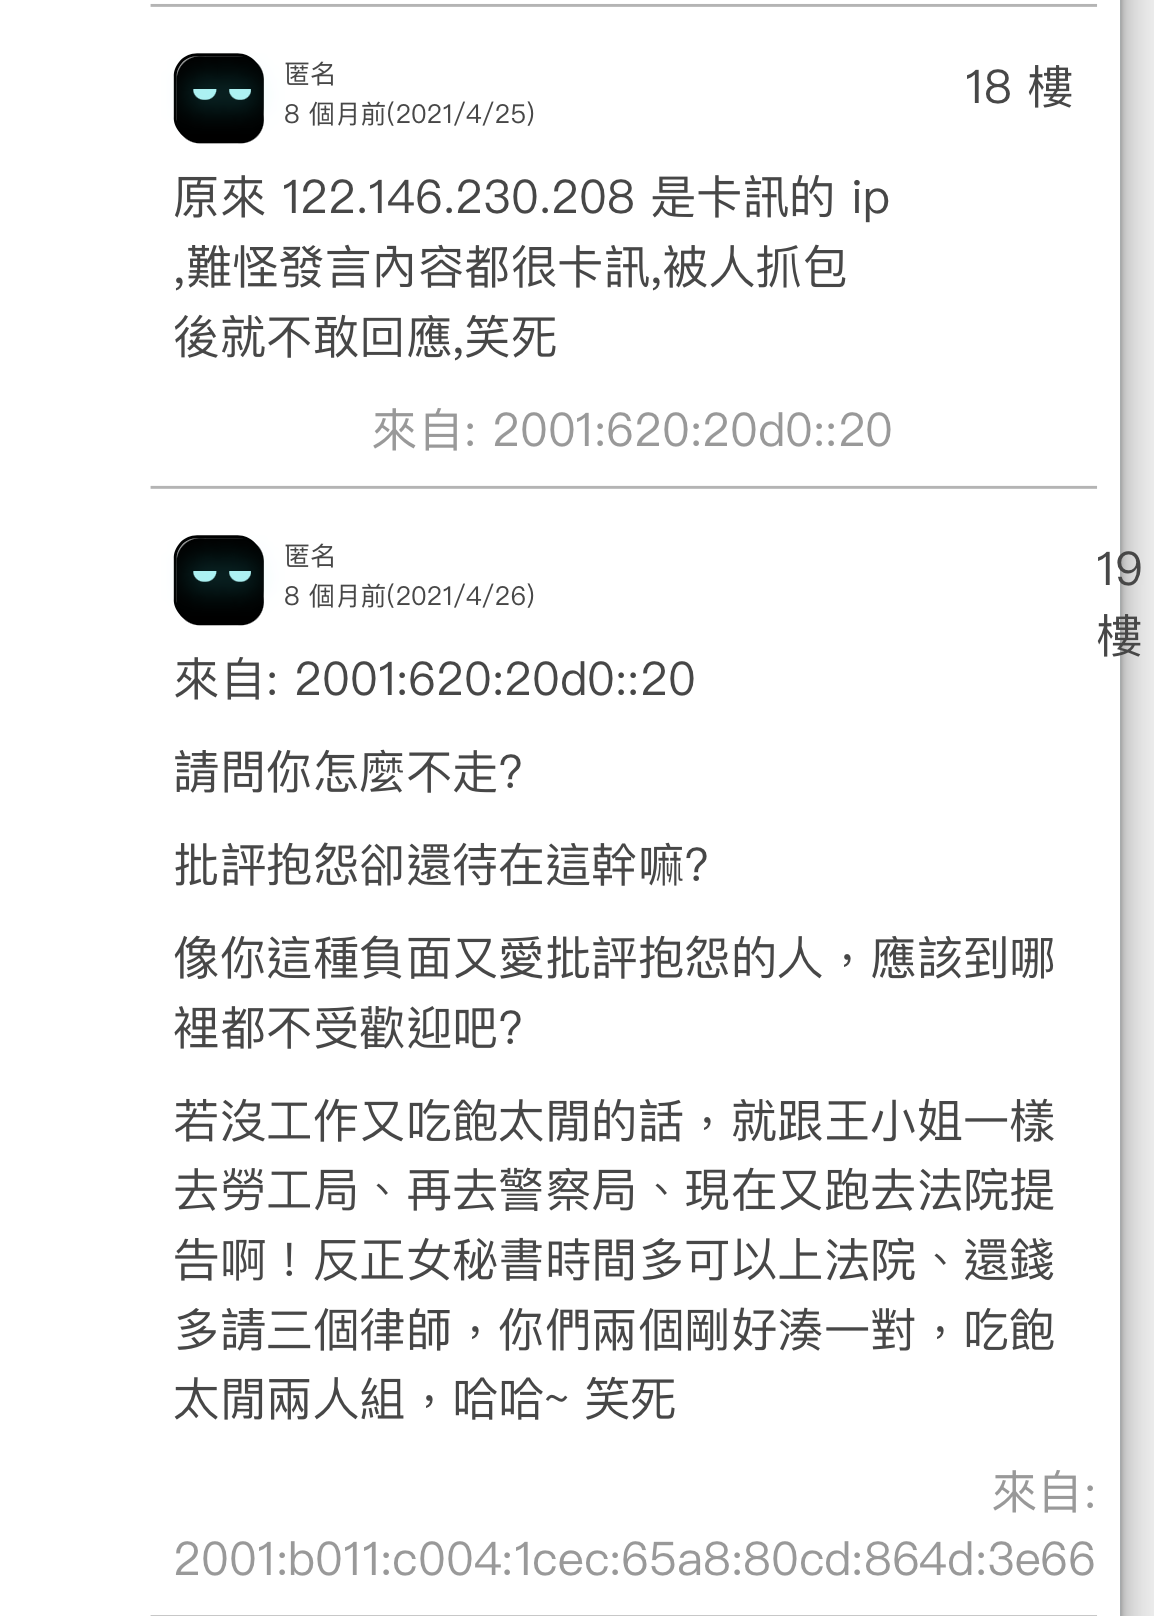 匿名
8 個月前(2021/4/25)
18 樓
原來 122.146.230.208 是卡訊的 ip
,難怪發言內容都很卡訊,被人抓包
後就不敢回應,笑死
來自: 2001:620:20d0::20
匿名
8 個月前(2021/4/26)
19
樓
來自: 2001:620:20d0::20
請問你怎麼不走?
批評抱怨卻還待在這幹嘛?
像你這種負面又愛批評抱怨的人，應該到哪
裡都不受歡迎吧?
若沒工作又吃飽太閒的話，就跟王小姐一樣
去勞工局、再去警察局、現在又跑去法院提
告啊！反正女秘書時間多可以上法院、還錢
多請三個律師，你們兩個剛好湊一對，吃飽
太閒兩人組，哈哈~ 笑死
來自:
2001:b011:c004:1cec:65a8:80cd:864d:3e66